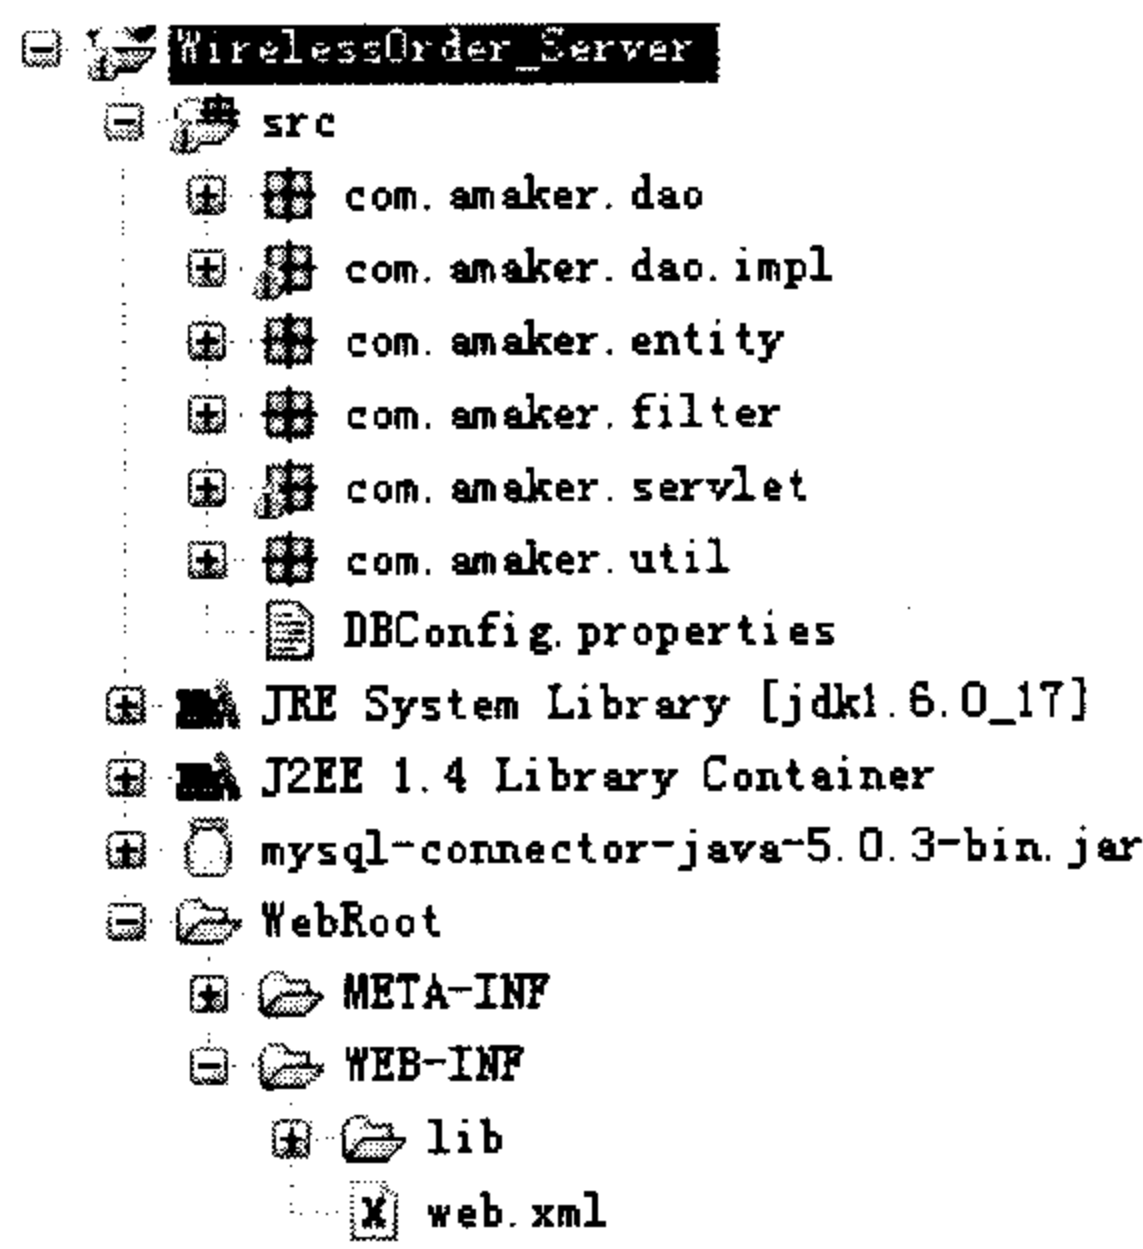 WirelessOrder_Server
src
com.amaker.dao
com.amaker.dao.impl
com.amaker.entity
com.amaker.filter
com.amaker.servlet
com.amaker.util
DBConfig.properties
JRE System Library [jdk1.6.0_17]
J2EE 1.4 Library Container
mysql-connector-java-5.0.3-bin.jar
WebRoot
META-INF
WEB-INF
lib
web.xml